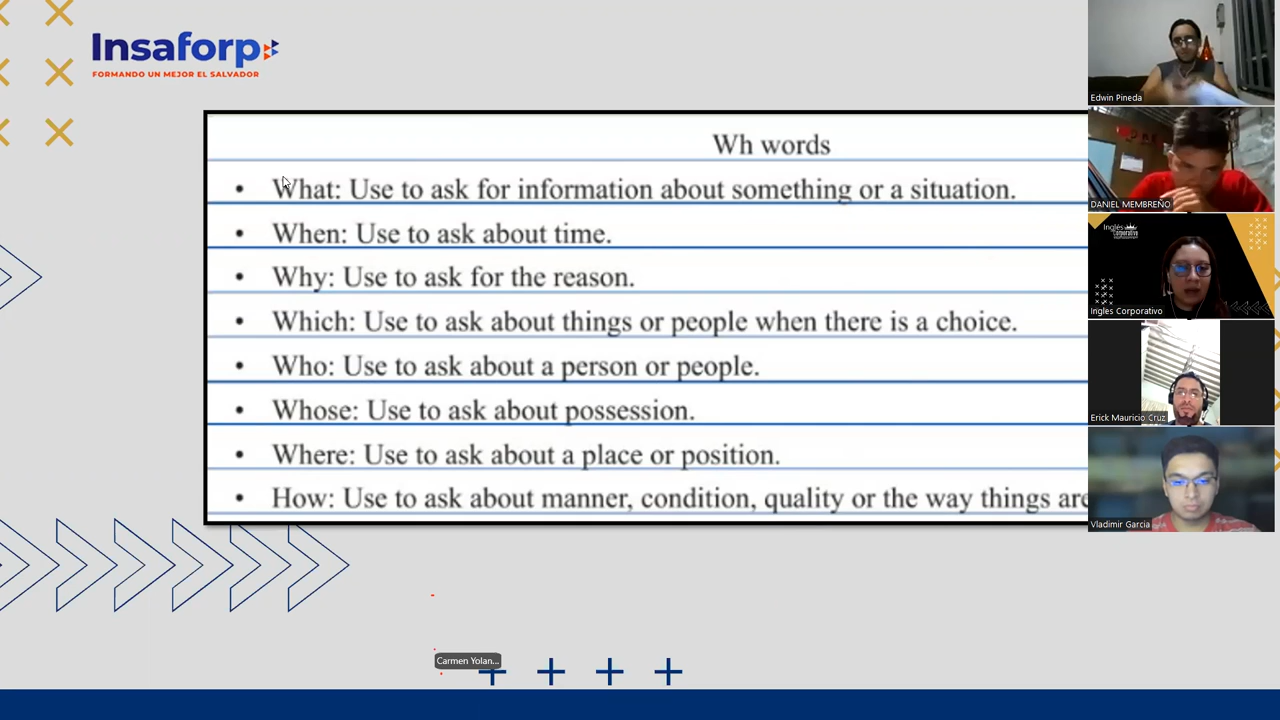 Insaforp
FORMANDO UN MEJOR EL SALVADOR
Wh words
• What: Use to ask for information about something or a situation.
• When: Use to ask about time.
• Why: Use to ask for the reason.
• Which: Use to ask about things or people when there is a choice.
• Who: Use to ask about a person or people.
• Whose: Use to ask about possession.
• Where: Use to ask about a place or position.
• How: Use to ask about manner, condition, quality or the way things are
Carmen Yolan...
Edwin Pineda
DANIEL MEMBREÑO
Inglés
Corporativo
Ingles Corporativo
Erick Mauricio Cruz
Vladimir Garcia